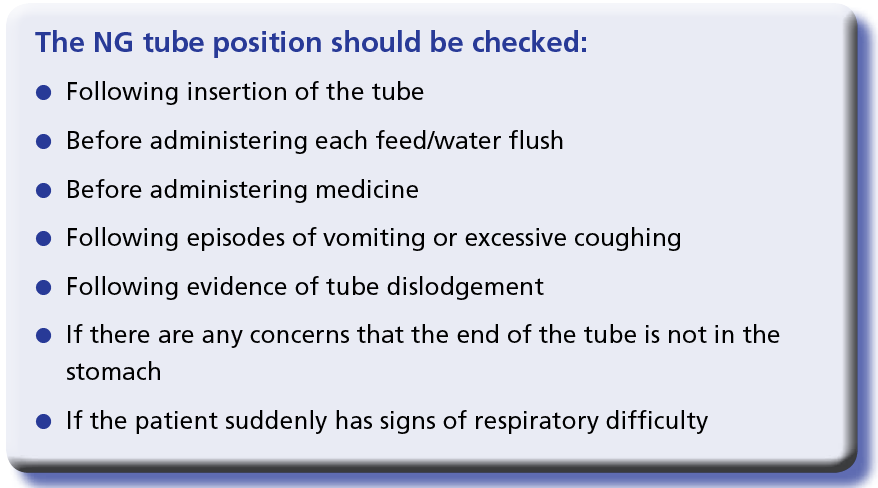 The NG tube position should be checked:
● Following insertion of the tube
● Before administering each feed/water flush
● Before administering medicine
● Following episodes of vomiting or excessive coughing
● Following evidence of tube dislodgement
● If there are any concerns that the end of the tube is not in the
stomach
● If the patient suddenly has signs of respiratory difficulty